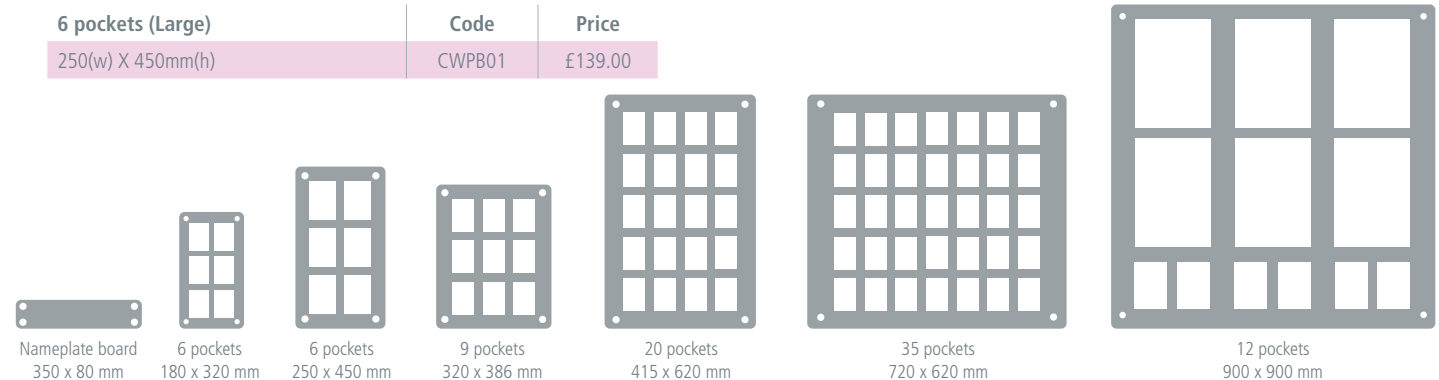 6 pockets (Large) Code Price
250(w) X 450mm(h) CWPB01 £139.00
Nameplate board
350 x 80 mm
6 pockets
180 x 320 mm
6 pockets
250 x 450 mm
9 pockets
320 x 386 mm
20 pockets
415 x 620 mm
35 pockets
720 x 620 mm
12 pockets
900 x 900 mm